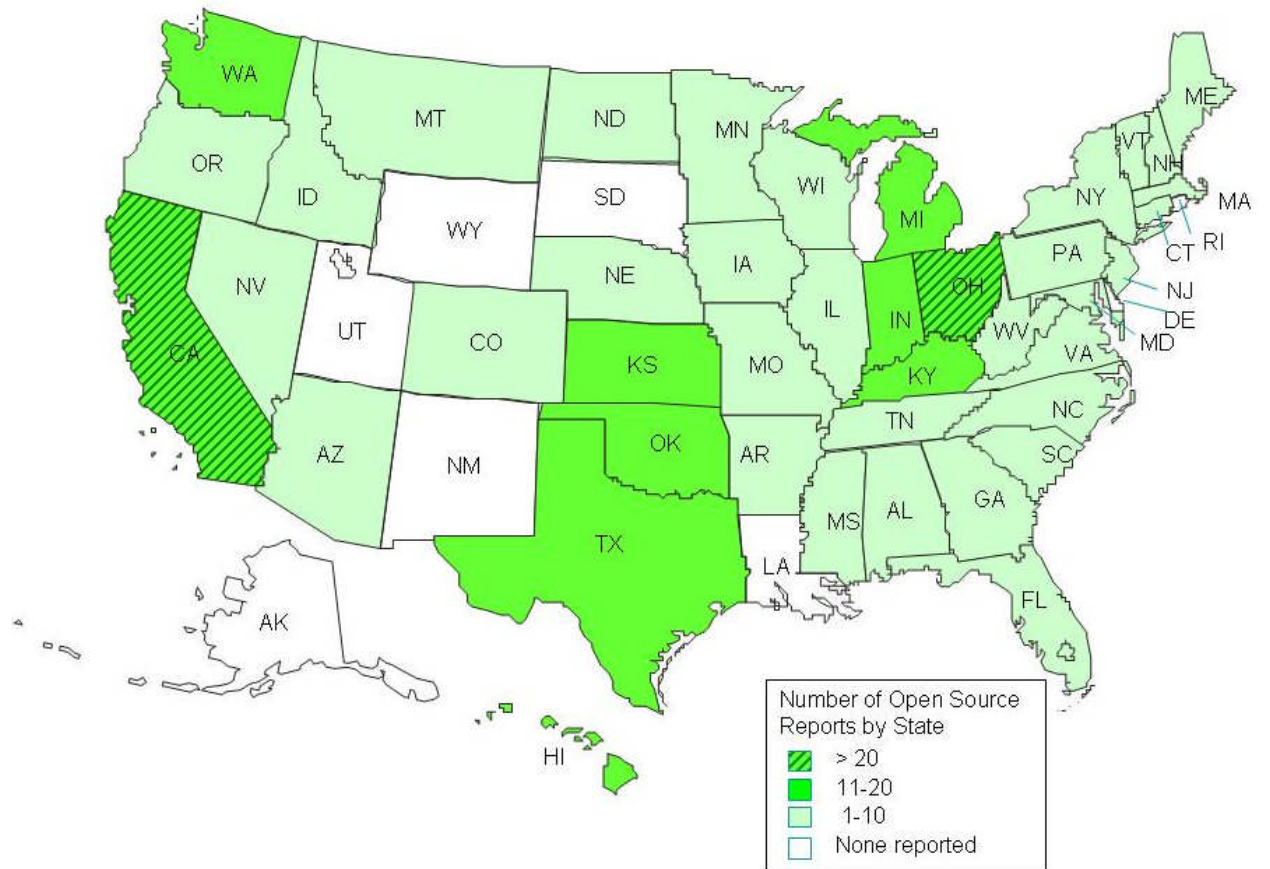 WA
MT
ND
MN
ME
VT
NH
OR
ID
SD
WI
NY
MI
MA
WY
RI
CT
IA
PA
NE
NV
OH
NJ
IL
IN
UT
CO
DE
WV
MD
CA
KS
MO
VA
KY
NC
TN
OK
AZ
AR
SC
NM
GA
MS
AL
TX
LA
FL
AK
HI
Number of Open Source
Reports by State
> 20
11-20
1-10
None reported